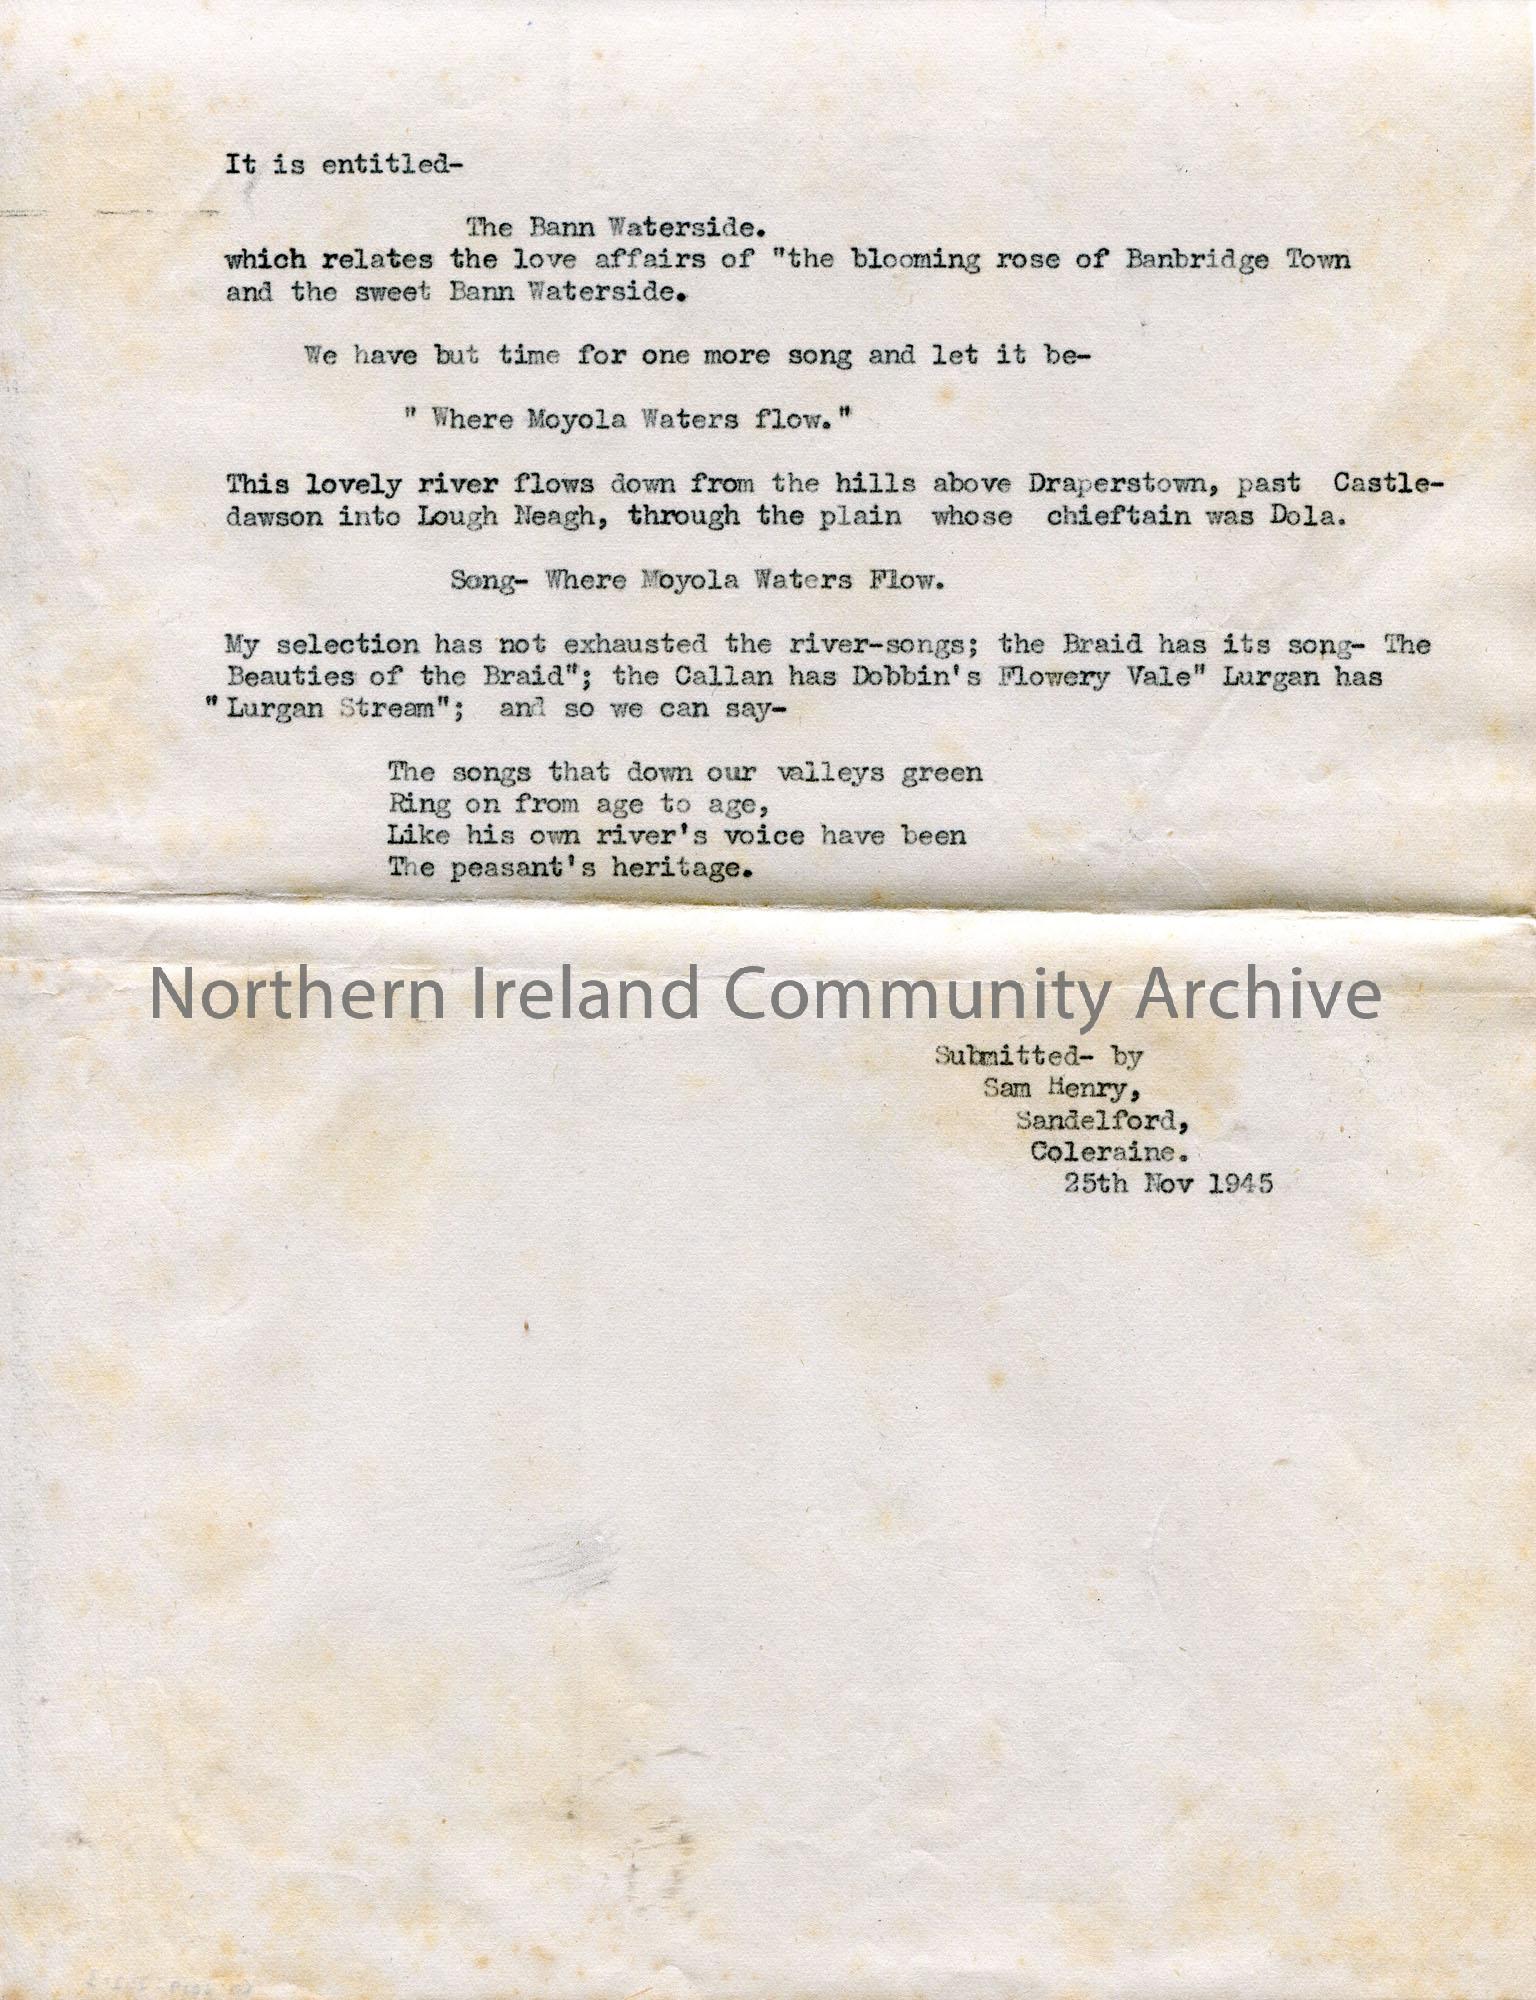 It is entitled-
The Bann Waterside.
which relates the love affairs of "the blooming rose of Banbridge Town
and the sweet Bann Waterside.
We have but time for one more song and let it be-
" Where Moyola Waters flow."
This lovely river flows down from the hills above Draperstown, past Castle-
dawson into Lough Neagh, through the plain whose chieftain was Dola.
Song- Where Moyola Waters Flow.
My selection has not exhausted the river-songs; the Braid has its song- The
Beauties of the Braid"; the Callan has Dobbin's Flowery Vale" Lurgan has
" Lurgan Stream"; and so we can say-
The songs that down our valleys green
Ring on from age to age,
Like his own river's voice have been
The peasant's heritage.
Northern Ireland Community Archive
Submitted- by
Sam Henry,
Sandelford,
Coleraine.
25th Nov 1945